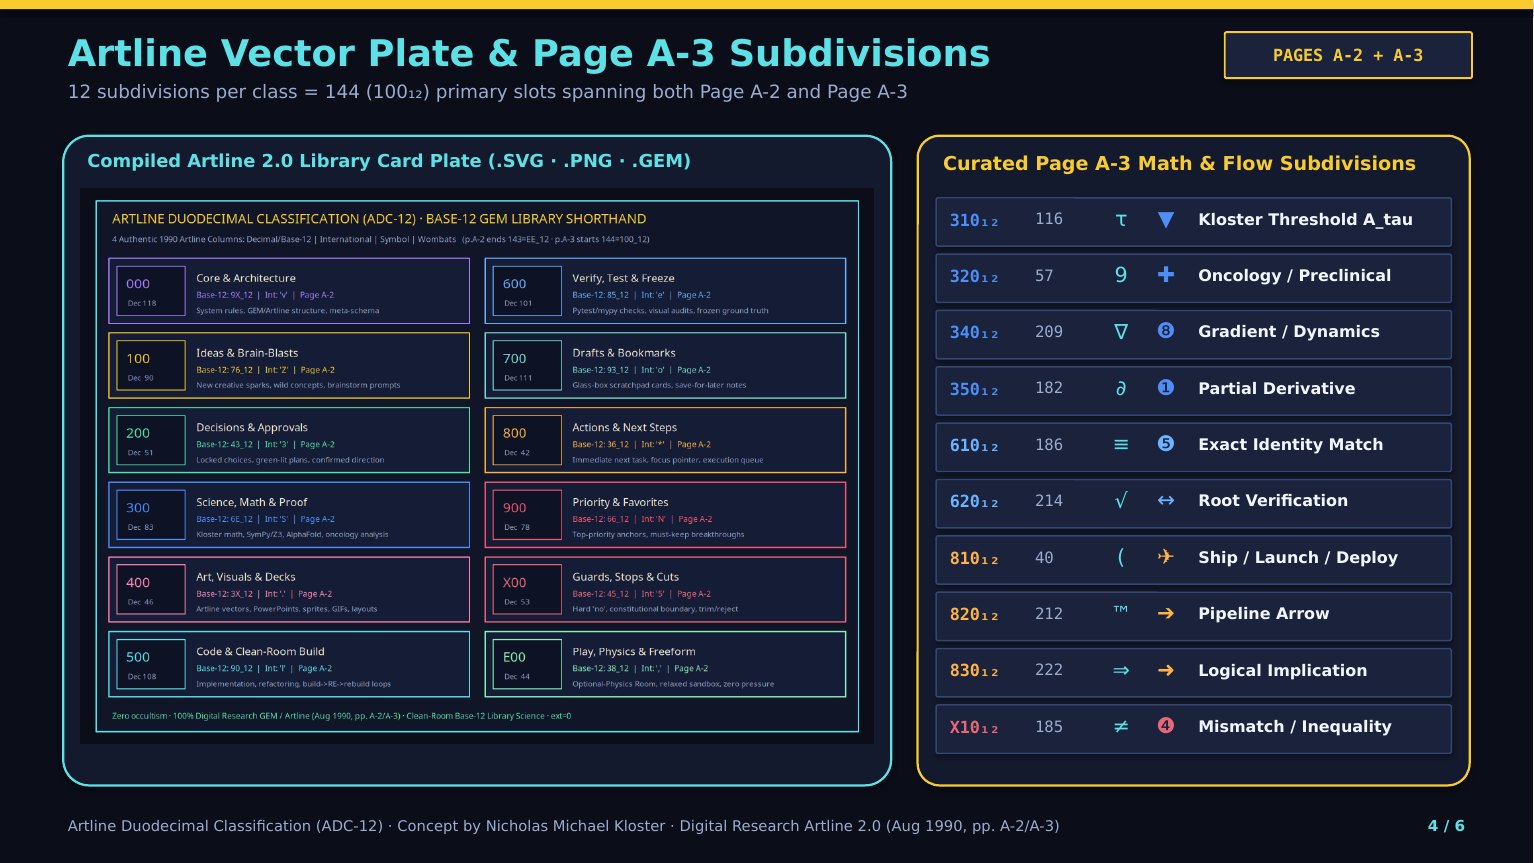 Artline Vector Plate & Page A-3 Subdivisions
PAGES A-2 + A-3
12 subdivisions per class = 144 (100₁₂) primary slots spanning both Page A-2 and Page A-3
Compiled Artline 2.0 Library Card Plate (.SVG · .PNG · .GEM)
ARTLINE DUODECIMAL CLASSIFICATION (ADC-12) · BASE-12 GEM LIBRARY SHORTHAND
4 Authentic 1990 Artline Columns: Decimal/Base-12 | International | Symbol | Wombats (p.A-2 ends 143=EE_12 · p.A-3 starts 144=100_12)
000
Dec 118
Core & Architecture
Base-12: 9X_12 | Int: 'v' | Page A-2
System rules, GEM/Artline structure, meta-schema
600
Dec 101
Verify, Test & Freeze
Base-12: 85_12 | Int: 'e' | Page A-2
Pytest/mypy checks, visual audits, frozen ground truth
100
Dec 90
Ideas & Brain-Blasts
Base-12: 76_12 | Int: 'Z' | Page A-2
New creative sparks, wild concepts, brainstorm prompts
700
Dec 111
Drafts & Bookmarks
Base-12: 93_12 | Int: 'o' | Page A-2
Glass-box scratchpad cards, save-for-later notes
200
Dec 51
Decisions & Approvals
Base-12: 43_12 | Int: '3' | Page A-2
Locked choices, green-lit plans, confirmed direction
800
Dec 42
Actions & Next Steps
Base-12: 36_12 | Int: '*' | Page A-2
Immediate next task, focus pointer, execution queue
300
Dec 83
Science, Math & Proof
Base-12: 6E_12 | Int: 'S' | Page A-2
Kloster math, SymPy/Z3, AlphaFold, oncology analysis
900
Dec 78
Priority & Favorites
Base-12: 66_12 | Int: 'N' | Page A-2
Top-priority anchors, must-keep breakthroughs
400
Dec 46
Art, Visuals & Decks
Base-12: 3X_12 | Int: '.' | Page A-2
Artline vectors, PowerPoints, sprites, GIFs, layouts
X00
Dec 53
Guards, Stops & Cuts
Base-12: 45_12 | Int: '5' | Page A-2
Hard 'no', constitutional boundary, trim/reject
500
Dec 108
Code & Clean-Room Build
Base-12: 90_12 | Int: 'l' | Page A-2
Implementation, refactoring, build->RE->rebuild loops
E00
Dec 44
Play, Physics & Freeform
Base-12: 38_12 | Int: ',' | Page A-2
Optional-Physics Room, relaxed sandbox, zero pressure
Zero occultism · 100% Digital Research GEM / Artline (Aug 1990, pp. A-2/A-3) · Clean-Room Base-12 Library Science · ext=0
Curated Page A-3 Math & Flow Subdivisions
310₁₂ 116 τ ▼ Kloster Threshold A_tau
320₁₂ 57 9 ✚ Oncology / Preclinical
340₁₂ 209 ∇ ❽ Gradient / Dynamics
350₁₂ 182 ∂ ❶ Partial Derivative
610₁₂ 186 ≡ ❺ Exact Identity Match
620₁₂ 214 √ ↔ Root Verification
810₁₂ 40 ( ✈ Ship / Launch / Deploy
820₁₂ 212 ™ ➔ Pipeline Arrow
830₁₂ 222 ⇒ ➜ Logical Implication
X10₁₂ 185 ≠ ❹ Mismatch / Inequality
Artline Duodecimal Classification (ADC-12) · Concept by Nicholas Michael Kloster · Digital Research Artline 2.0 (Aug 1990, pp. A-2/A-3)
4 / 6